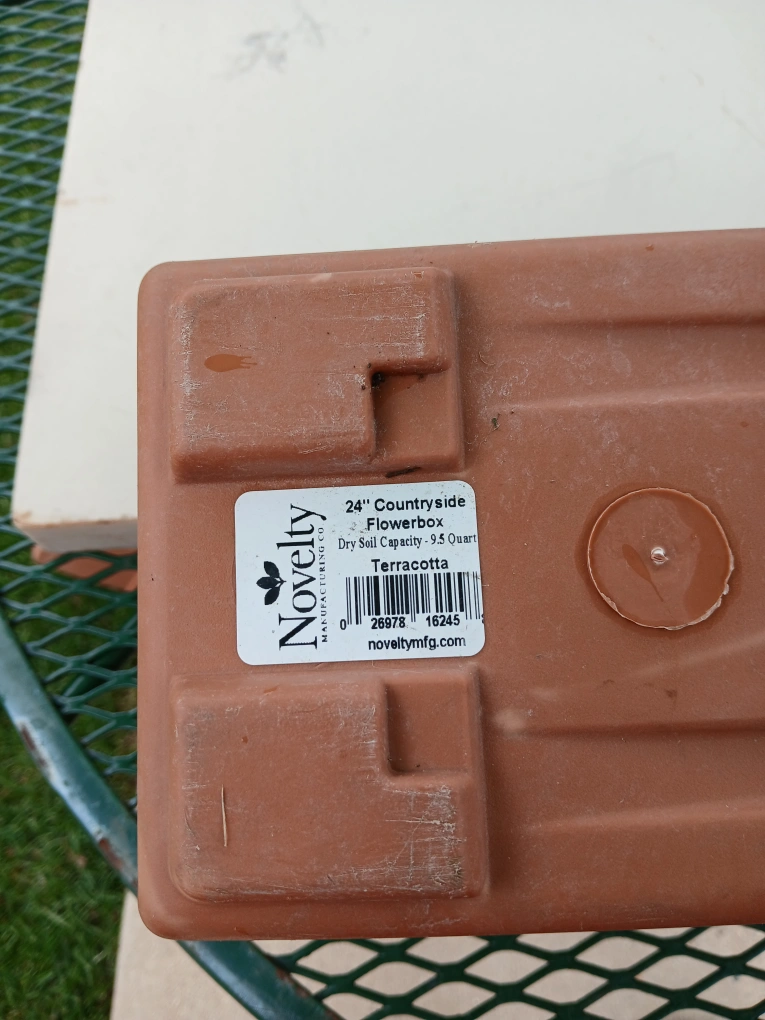 Novelty
MANUFACTURING CO
24" Countryside
Flowerbox
Dry Soil Capacity - 9.5 Quart
Terracotta
0 26978 16245
noveltymfg.com